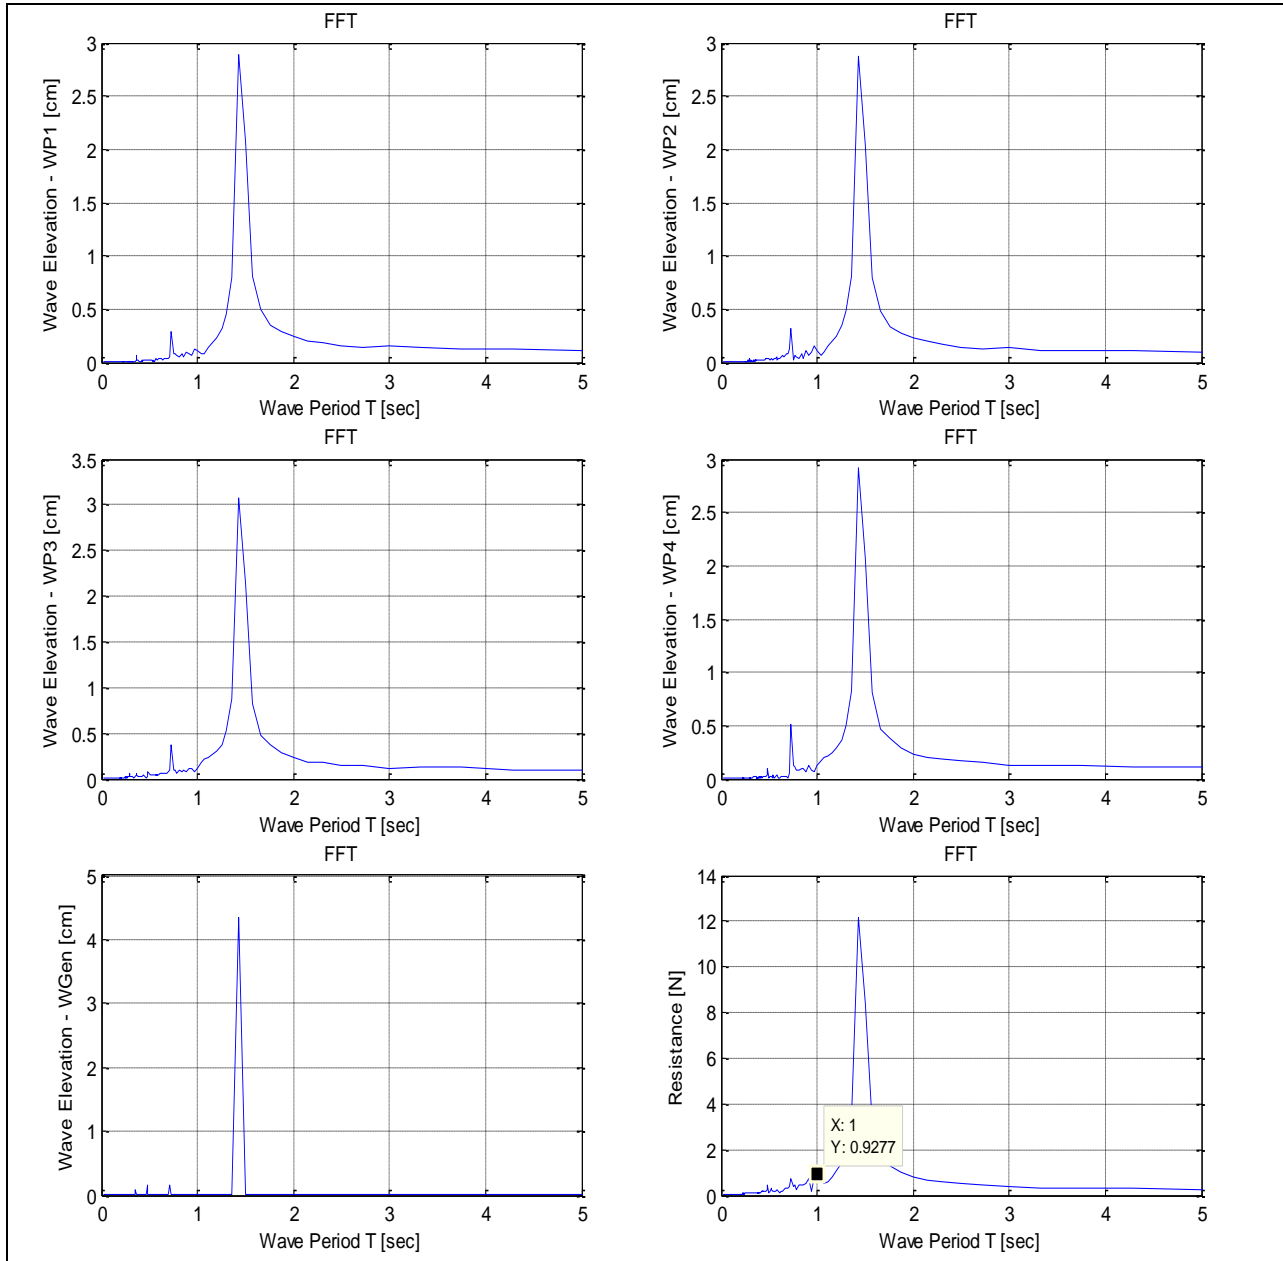 FFT
Wave Elevation - WP1 [cm]
3
2.5
2
1.5
1
0.5
0
0 1 2 3 4 5
Wave Period T [sec]
FFT
Wave Elevation - WP2 [cm]
3
2.5
2
1.5
1
0.5
0
0 1 2 3 4 5
Wave Period T [sec]
FFT
Wave Elevation - WP3 [cm]
3.5
3
2.5
2
1.5
1
0.5
0
0 1 2 3 4 5
Wave Period T [sec]
FFT
Wave Elevation - WP4 [cm]
3
2.5
2
1.5
1
0.5
0
0 1 2 3 4 5
Wave Period T [sec]
FFT
Wave Elevation - WGen [cm]
5
4
3
2
1
0
0 1 2 3 4 5
Wave Period T [sec]
FFT
Resistance [N]
14
12
10
8
6
4
2
0
X: 1
Y: 0.9277
0 1 2 3 4 5
Wave Period T [sec]